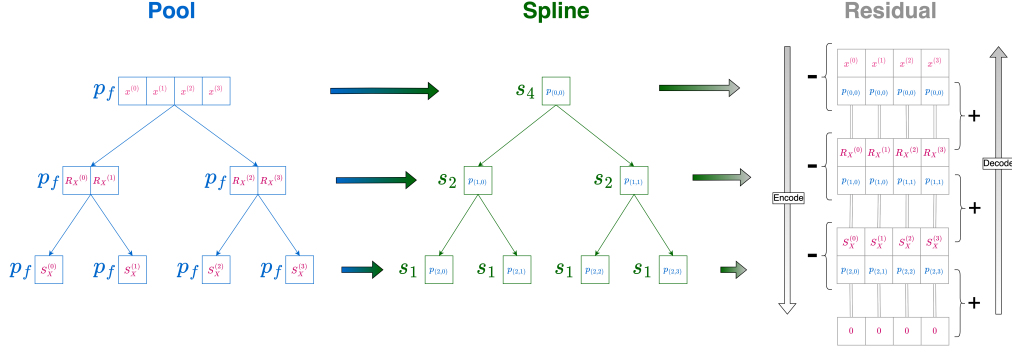 Pool Spline Residual
p_f x^(0) x^(1) x^(2) x^(3)
s_4 p_(0,0)
- x^(0) x^(1) x^(2) x^(3)
p_(0,0) p_(0,0) p_(0,0) p_(0,0)
+
p_f R_X^(0) R_X^(1) p_f R_X^(2) R_X^(3)
s_2 p_(1,0) s_2 p_(1,1)
- R_X^(0) R_X^(1) R_X^(2) R_X^(3)
p_(1,0) p_(1,0) p_(1,1) p_(1,1)
+
Encode
Decode
p_f S_X^(0) p_f S_X^(1) p_f S_X^(2) p_f S_X^(3)
s_1 p_(2,0) s_1 p_(2,1) s_1 p_(2,2) s_1 p_(2,3)
- S_X^(0) S_X^(1) S_X^(2) S_X^(3)
p_(2,0) p_(2,1) p_(2,2) p_(2,3)
+
0 0 0 0